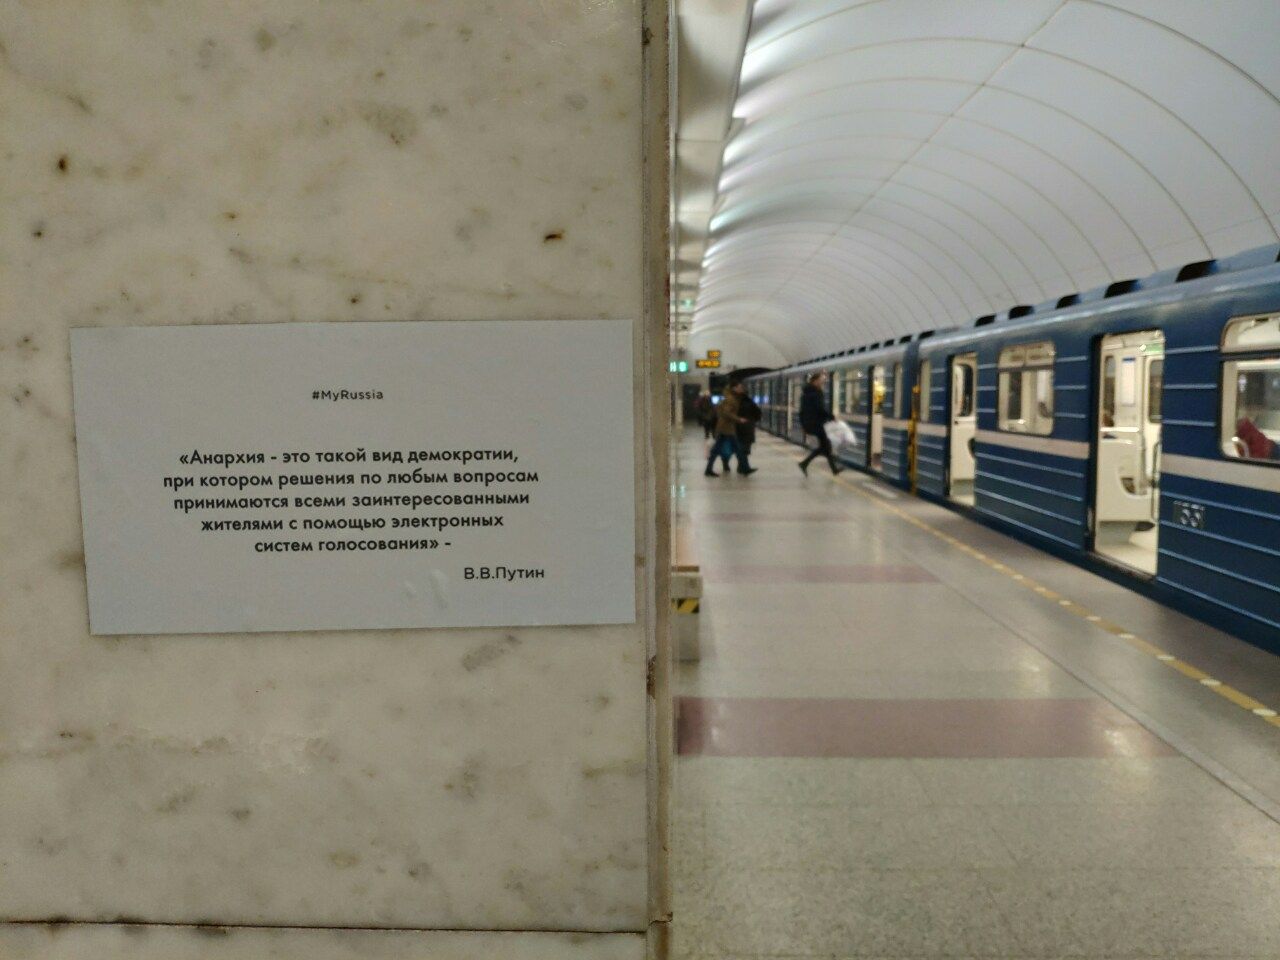 #MyRussia
«Анархия - это такой вид демократии,
при котором решения по любым вопросам
принимаются всеми заинтересованными
жителями с помощью электронных
систем голосования» -
В.В.Путин